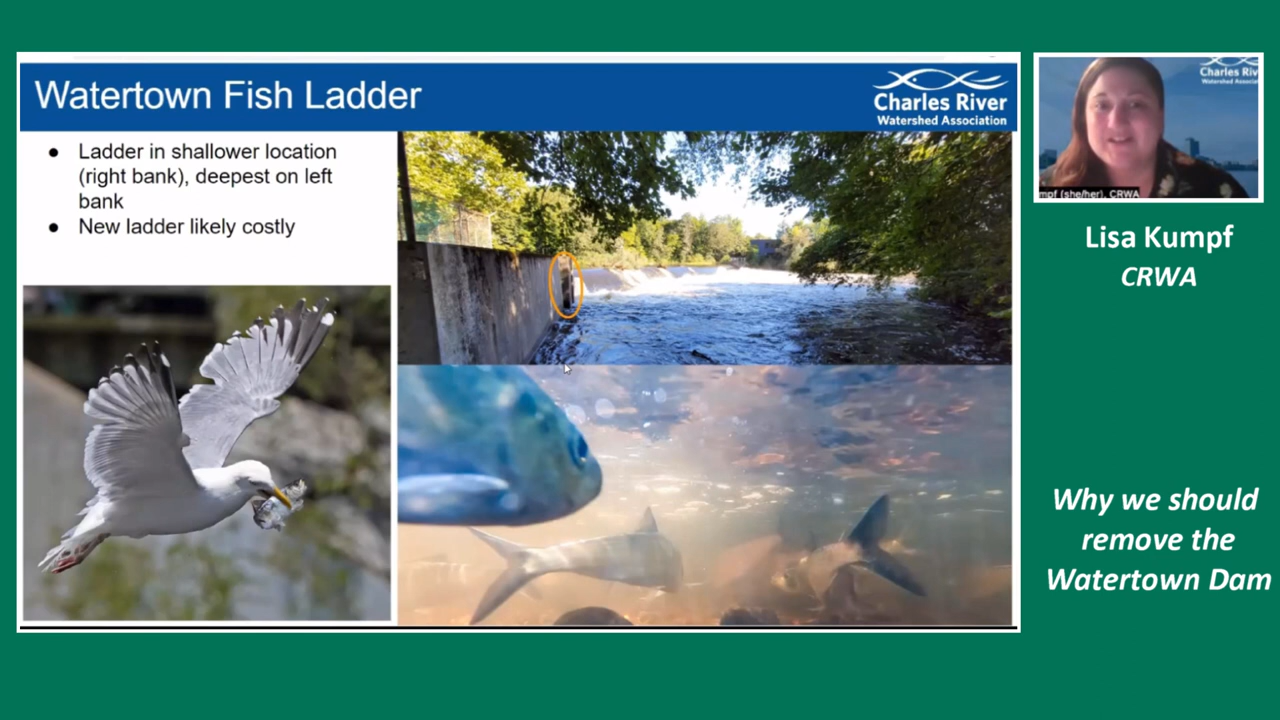 Watertown Fish Ladder
Charles River
Watershed Association
● Ladder in shallower location
(right bank), deepest on left
bank
● New ladder likely costly
Charles Riv
Watershed Associa
mpf (she/her), CRWA
Lisa Kumpf
CRWA
Why we should
remove the
Watertown Dam